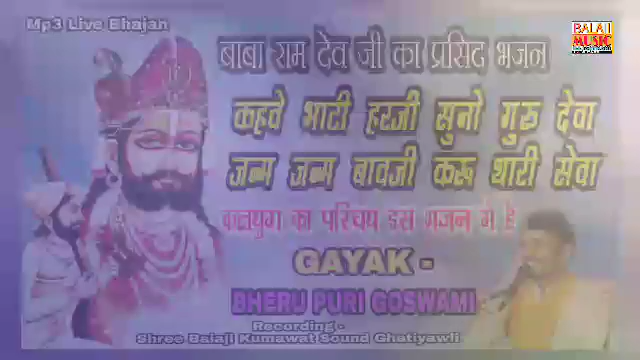 Mp3 Live Bhajan
BALAJI
MUSIC
बाबा राम देव जी का प्रसिद भजन
कहवे भाटी हरजी सुनो गुरू देवा
जन्म जन्म बावजी करू थारी सेवा
कलयुग का परिचय इस भजन मे हे
GAYAK -
BHERU PURI GOSWAMI
Recording -
Shree Balaji Kumawat Sound Ghatiyawli